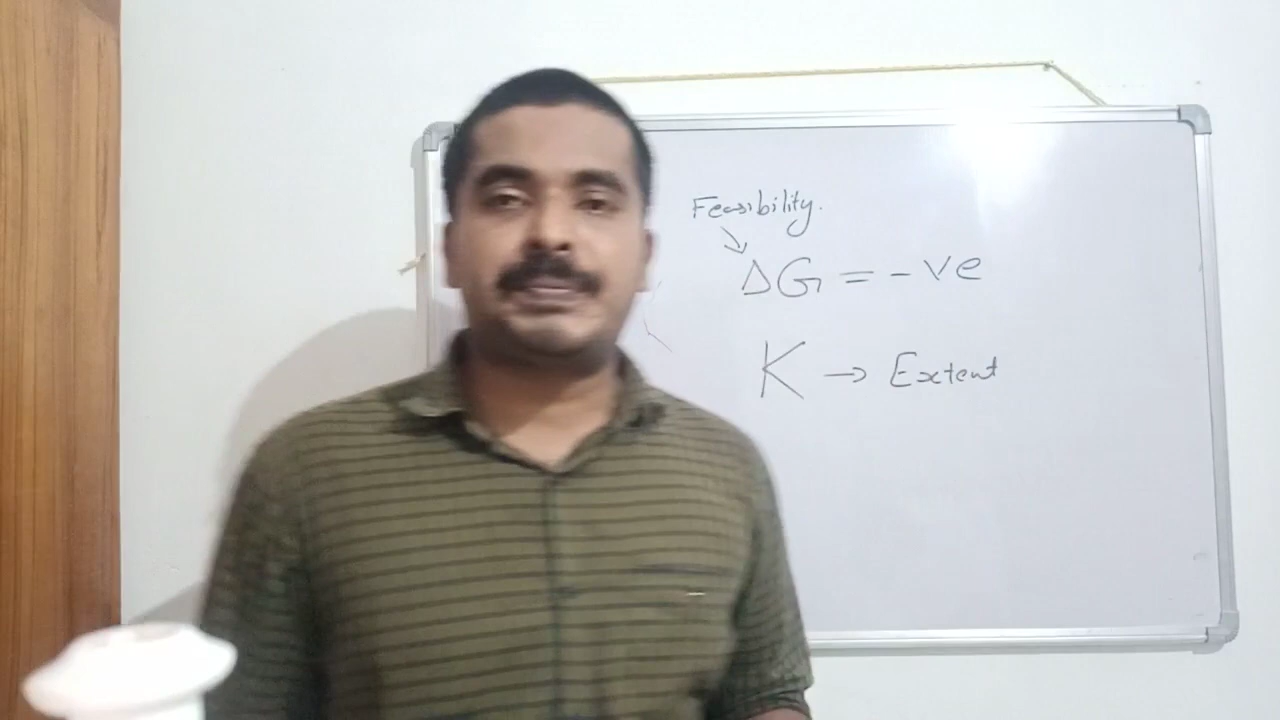 Feasibility.
↘
ΔG = -ve
K → Extent